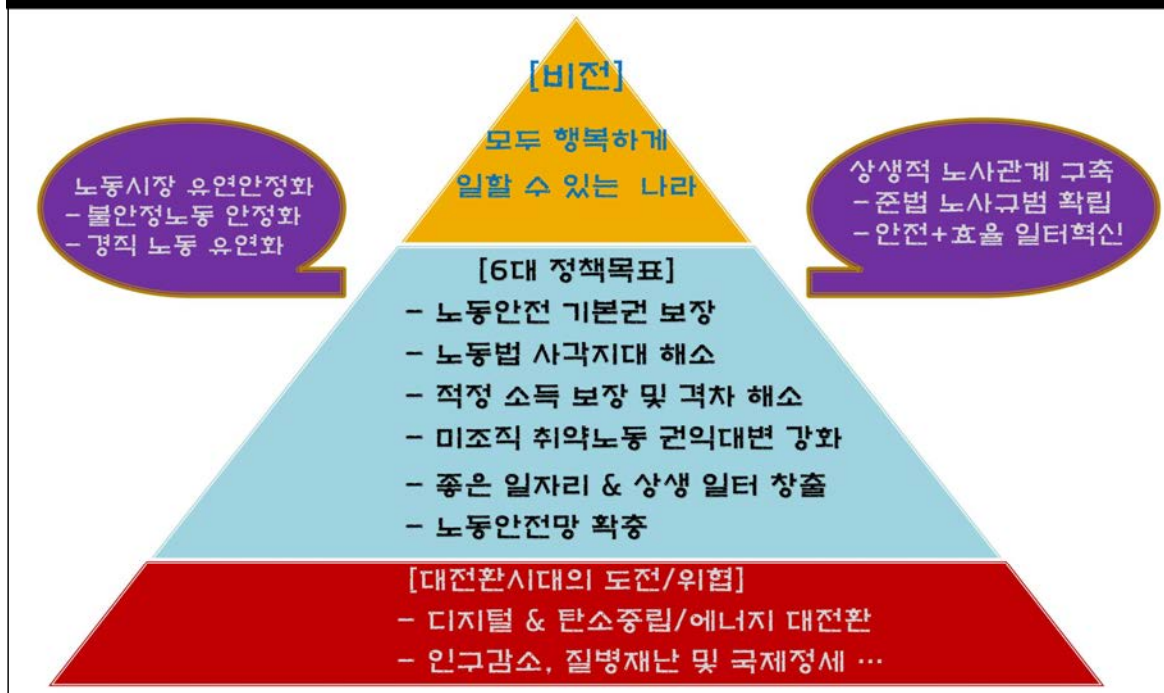 [비전]
모두 행복하게
일할 수 있는 나라
노동시장 유연안정화
- 불안정노동 안정화
- 경직 노동 유연화
상생적 노사관계 구축
- 준법 노사규범 확립
- 안전+효율 일터혁신
[6대 정책목표]
- 노동안전 기본권 보장
- 노동법 사각지대 해소
- 적정 소득 보장 및 격차 해소
- 미조직 취약노동 권익대변 강화
- 좋은 일자리 & 상생 일터 창출
- 노동안전망 확충
[대전환시대의 도전/위협]
- 디지털 & 탄소중립/에너지 대전환
- 인구감소, 질병재난 및 국제정세 …